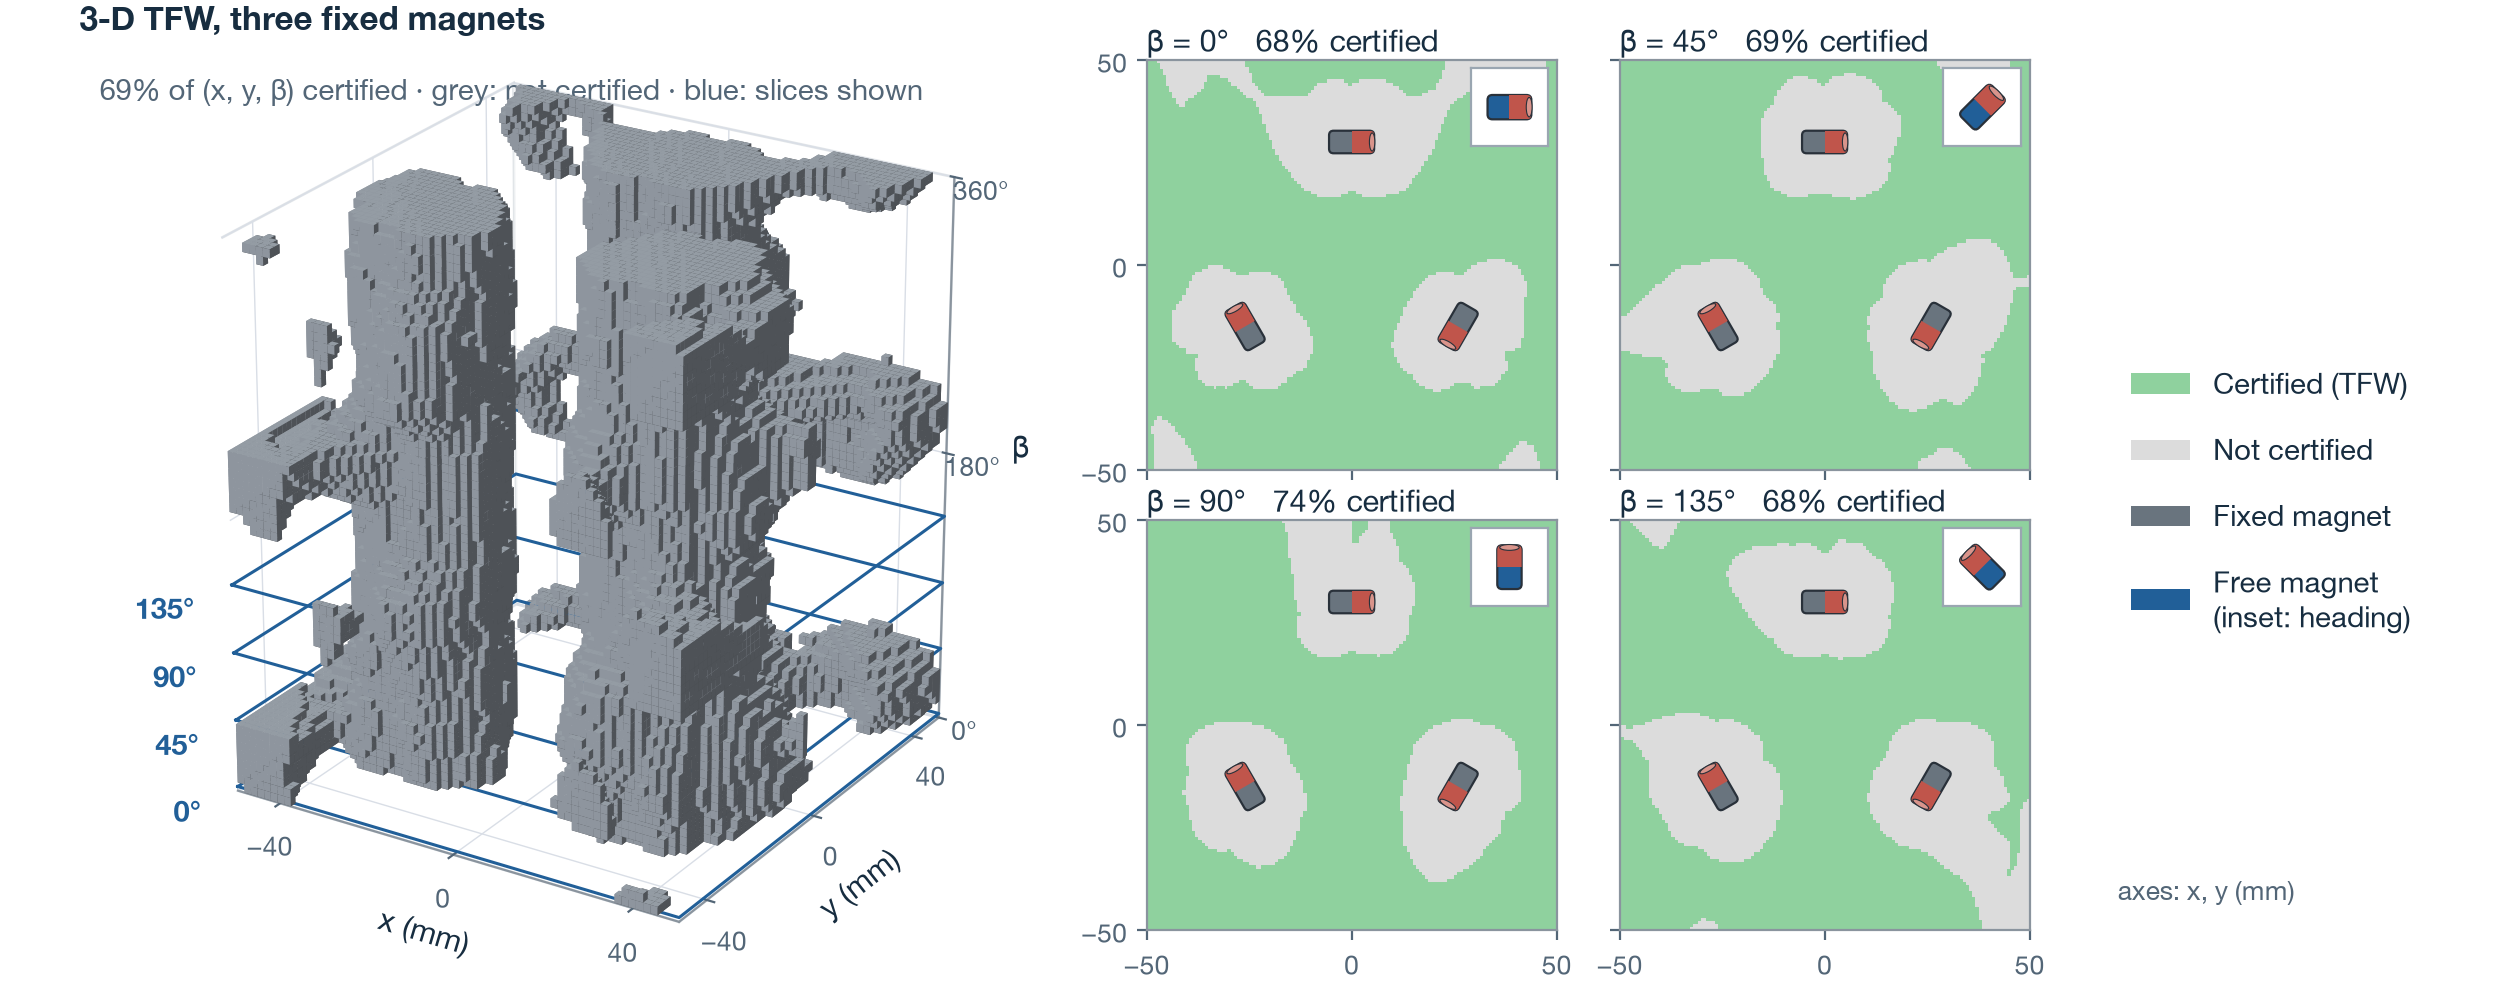 3-D TFW, three fixed magnets
69% of (x, y, β) certified · grey: not certified · blue: slices shown
360°
180°
β
0°
135°
90°
45°
0°
−40
0
40
x (mm)
−40
0
40
y (mm)
β = 0° 68% certified
50
0
−50
β = 45° 69% certified
β = 90° 74% certified
50
0
−50
−50
0
50
β = 135° 68% certified
−50
0
50
Certified (TFW)
Not certified
Fixed magnet
Free magnet
(inset: heading)
axes: x, y (mm)